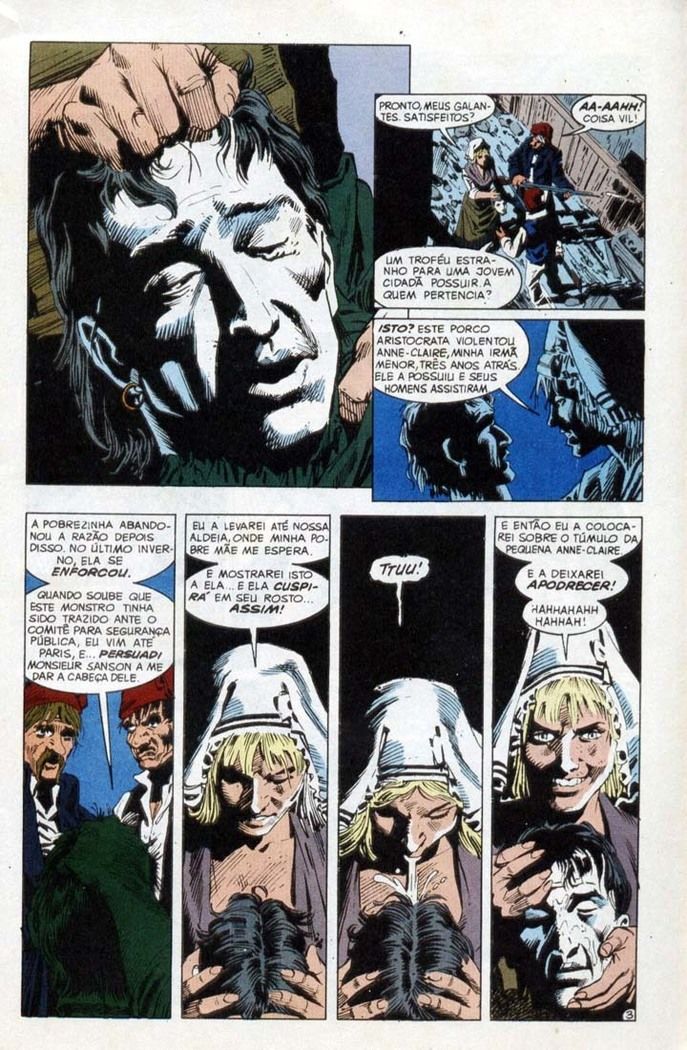 PRONTO, MEUS GALAN-
TES. SATISFEITOS?
AA-AAHH!
COISA VIL!
UM TROFÉU ESTRA-
NHO PARA UMA JOVEM
CIDADÃ POSSUIR. A
QUEM PERTENCIA?
ISTO? ESTE PORCO
ARISTOCRATA VIOLENTOU
ANNE-CLAIRE, MINHA IRMÃ
MENOR, TRÊS ANOS ATRÁS.
ELE A POSSUIU E SEUS
HOMENS ASSISTIRAM.
A POBREZINHA ABANDO-
NOU A RAZÃO DEPOIS
DISSO. NO ÚLTIMO INVER-
NO, ELA SE
ENFORCOU.
QUANDO SOUBE QUE
ESTE MONSTRO TINHA
SIDO TRAZIDO ANTE O
COMITÊ PARA SEGURANÇA
PÚBLICA, EU VIM ATÉ
PARIS, E... PERSUADI
MONSIEUR SANSON A ME
DAR A CABEÇA DELE.
EU A LEVAREI ATÉ NOSSA
ALDEIA, ONDE MINHA PO-
BRE MÃE ME ESPERA.
E MOSTRAREI ISTO
A ELA... E ELA CUSPI-
RÁ EM SEU ROSTO...
ASSIM!
TTUU!
E ENTÃO EU A COLOCA-
REI SOBRE O TÚMULO DA
PEQUENA ANNE-CLAIRE.
E A DEIXAREI
APODRECER!
HAHHAHAHH
HAHHAH!
3